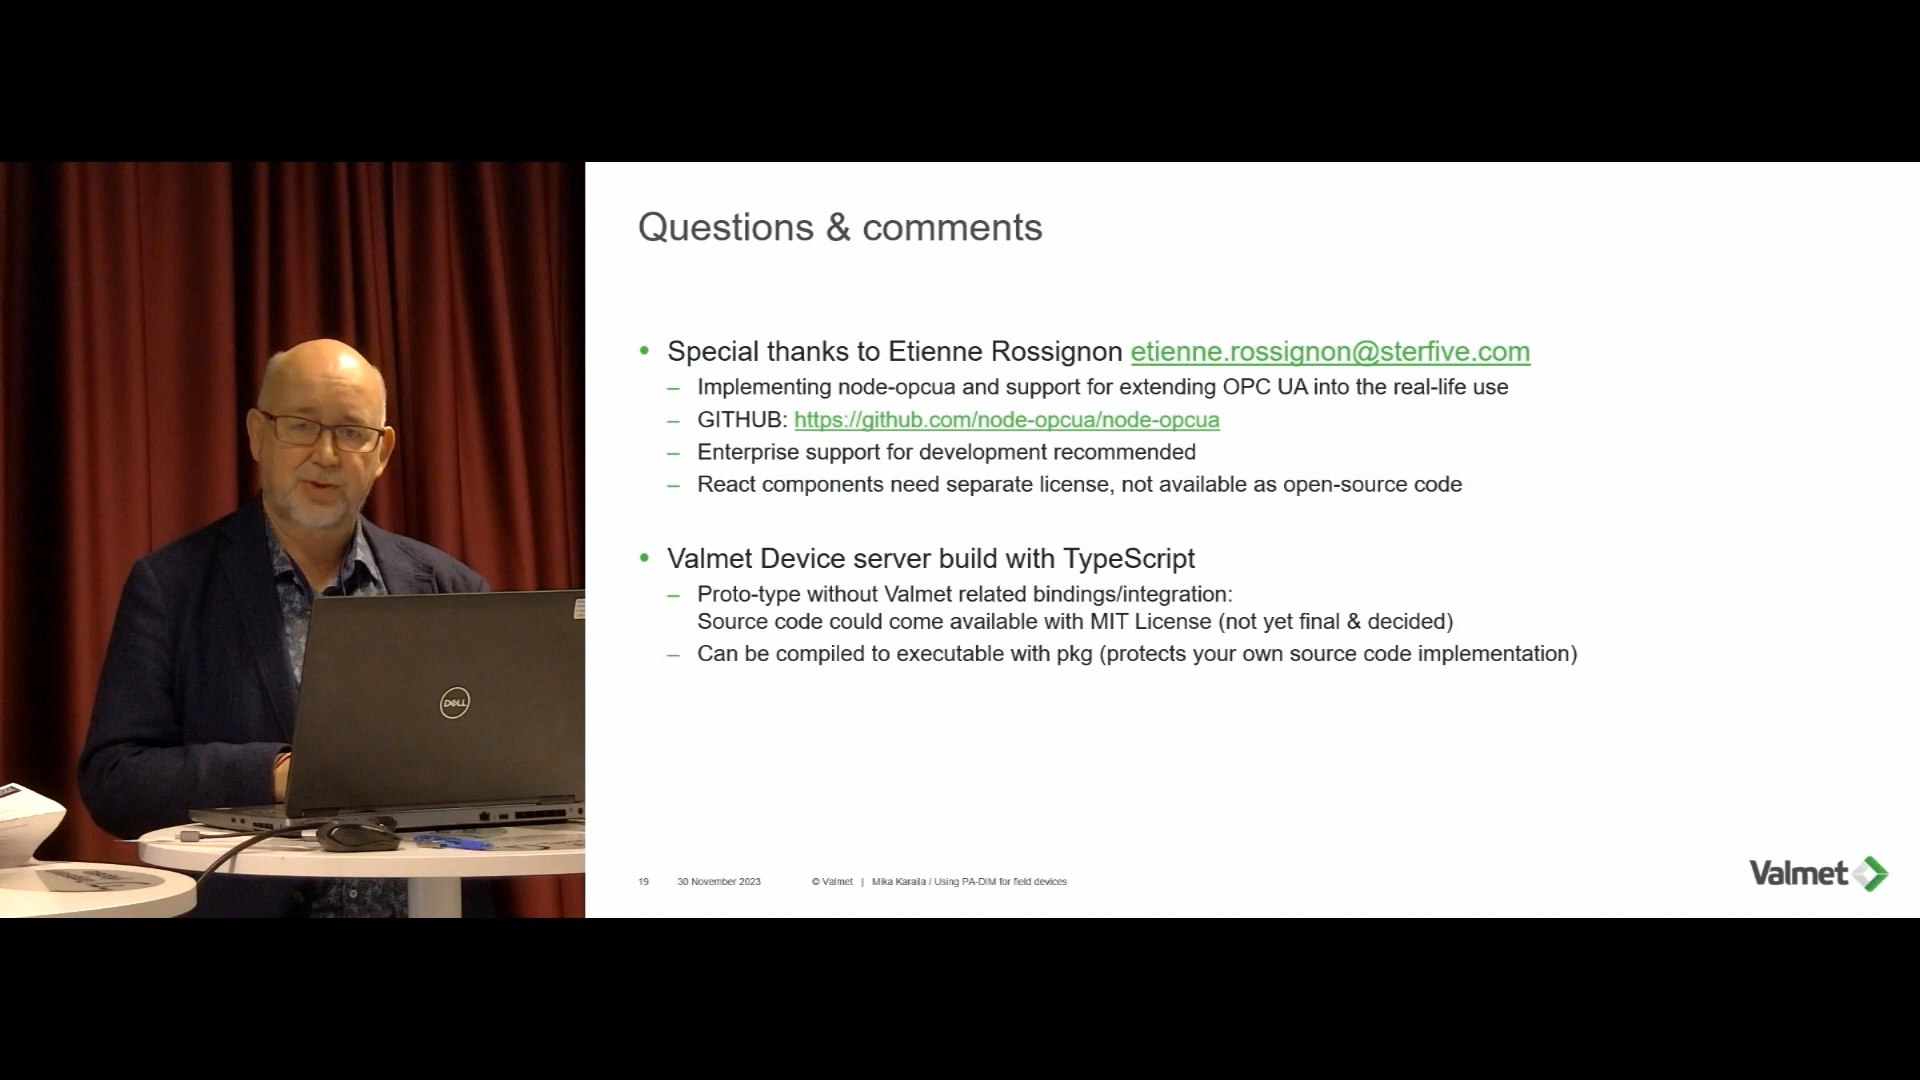 Questions & comments
• Special thanks to Etienne Rossignon etienne.rossignon@sterfive.com
– Implementing node-opcua and support for extending OPC UA into the real-life use
– GITHUB: https://github.com/node-opcua/node-opcua
– Enterprise support for development recommended
– React components need separate license, not available as open-source code
• Valmet Device server build with TypeScript
– Proto-type without Valmet related bindings/integration:
Source code could come available with MIT License (not yet final & decided)
– Can be compiled to executable with pkg (protects your own source code implementation)
DELL
19 30 November 2023 © Valmet | Mika Karaila / Using PA-DIM for field devices
Valmet